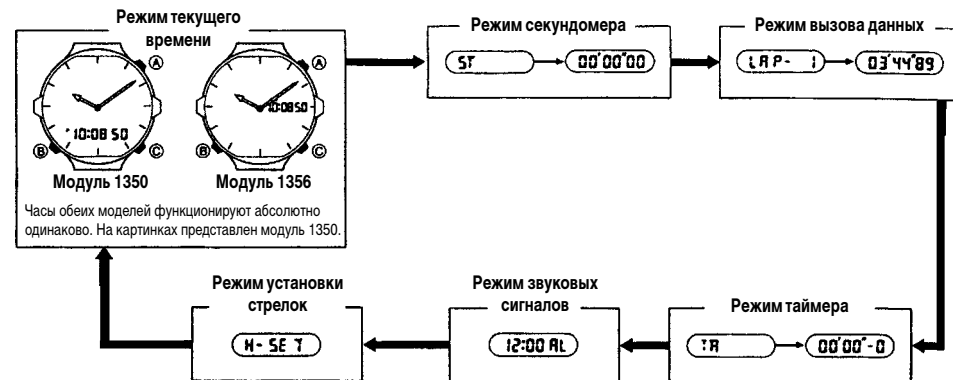 Режим текущего
времени
A
A
10:08 50
10:08 50
B
C
B
C
Модуль 1350
Модуль 1356
Часы обеих моделей функционируют абсолютно
одинаково. На картинках представлен модуль 1350.
Режим секундомера
ST
00'00"00
Режим вызова данных
LAP- 1
03'44"89
Режим установки
стрелок
H- SET
Режим звуковых
сигналов
12:00 AL
Режим таймера
TR
00'00"-0